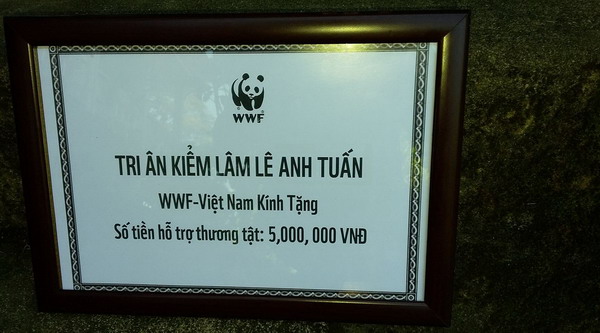 WWF
TRI ÂN KIỂM LÂM LÊ ANH TUẤN
WWF-Việt Nam Kính Tặng
Số tiền hỗ trợ thương tật: 5,000, 000 VNĐ